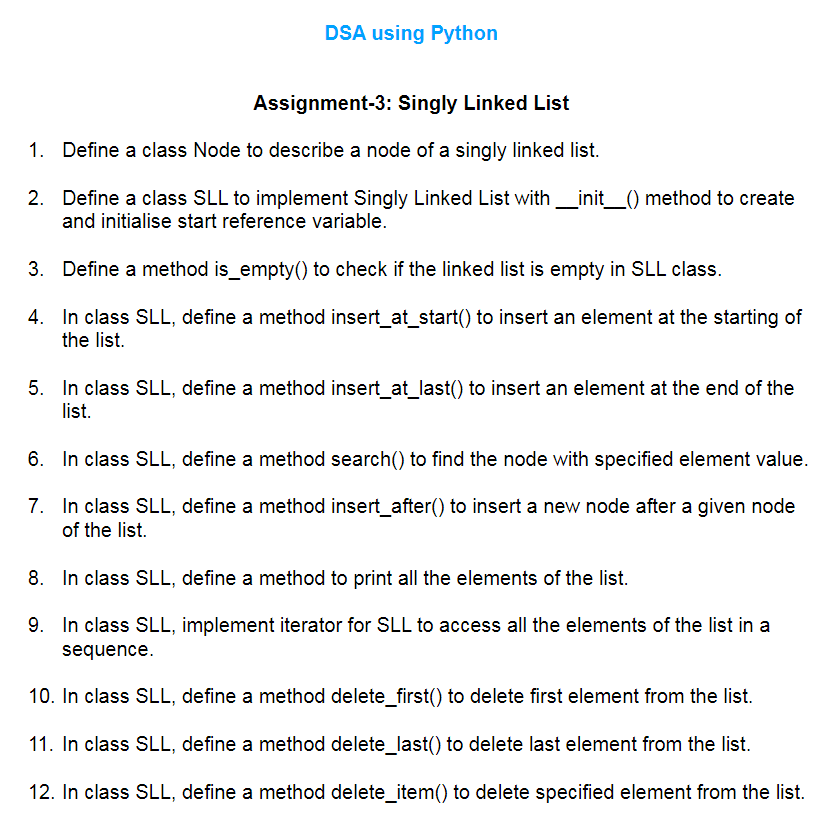 DSA using Python
Assignment-3: Singly Linked List
1. Define a class Node to describe a node of a singly linked list.
2. Define a class SLL to implement Singly Linked List with __init__() method to create
and initialise start reference variable.
3. Define a method is_empty() to check if the linked list is empty in SLL class.
4. In class SLL, define a method insert_at_start() to insert an element at the starting of
the list.
5. In class SLL, define a method insert_at_last() to insert an element at the end of the
list.
6. In class SLL, define a method search() to find the node with specified element value.
7. In class SLL, define a method insert_after() to insert a new node after a given node
of the list.
8. In class SLL, define a method to print all the elements of the list.
9. In class SLL, implement iterator for SLL to access all the elements of the list in a
sequence.
10. In class SLL, define a method delete_first() to delete first element from the list.
11. In class SLL, define a method delete_last() to delete last element from the list.
12. In class SLL, define a method delete_item() to delete specified element from the list.